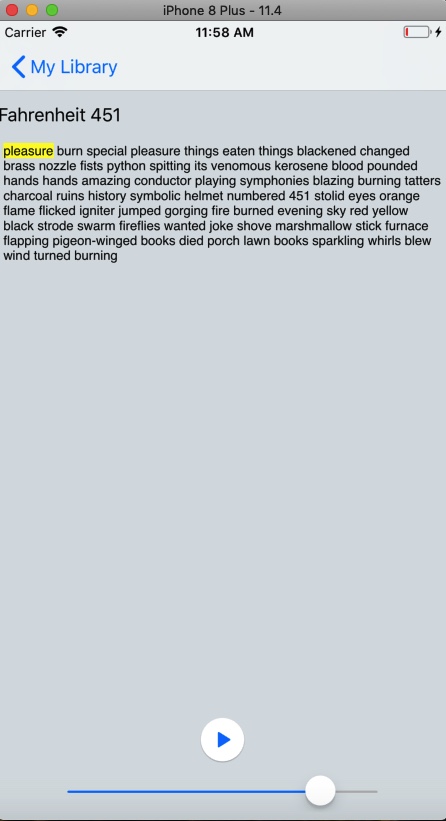 iPhone 8 Plus - 11.4
Carrier 11:58 AM
My Library
Fahrenheit 451
pleasure burn special pleasure things eaten things blackened changed
brass nozzle fists python spitting its venomous kerosene blood pounded
hands hands amazing conductor playing symphonies blazing burning tatters
charcoal ruins history symbolic helmet numbered 451 stolid eyes orange
flame flicked igniter jumped gorging fire burned evening sky red yellow
black strode swarm fireflies wanted joke shove marshmallow stick furnace
flapping pigeon-winged books died porch lawn books sparkling whirls blew
wind turned burning